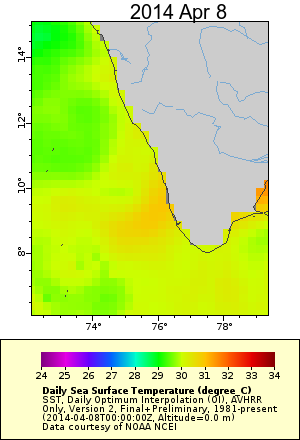 2014 Apr 8
14°
12°
10°
8°
74°
76°
78°
24 25 26 27 28 29 30 31 32 33 34
Daily Sea Surface Temperature (degree_C)
SST, Daily Optimum Interpolation (OI), AVHRR
Only, Version 2, Final+Preliminary, 1981-present
(2014-04-08T00:00:00Z, Altitude=0.0 m)
Data courtesy of NOAA NCEI